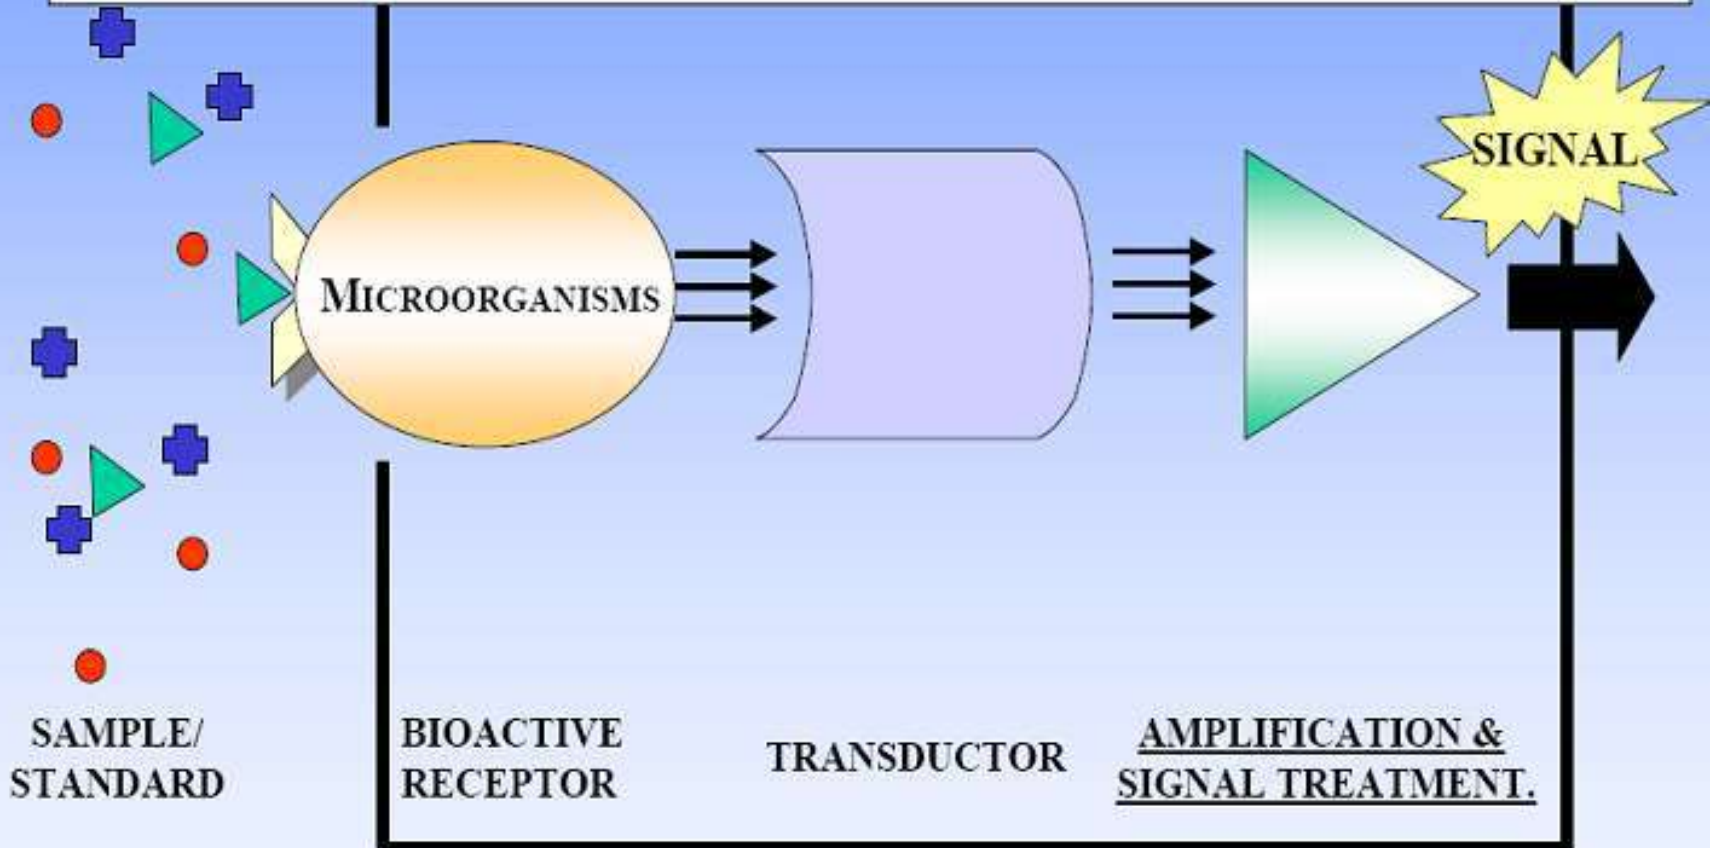 SIGNAL
MICROORGANISMS
SAMPLE/
STANDARD
BIOACTIVE
RECEPTOR
TRANSDUCTOR
AMPLIFICATION &
SIGNAL TREATMENT.